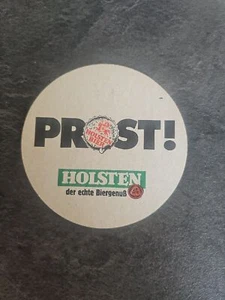 PROST!
HOLSTEN
der echte Biergenuß